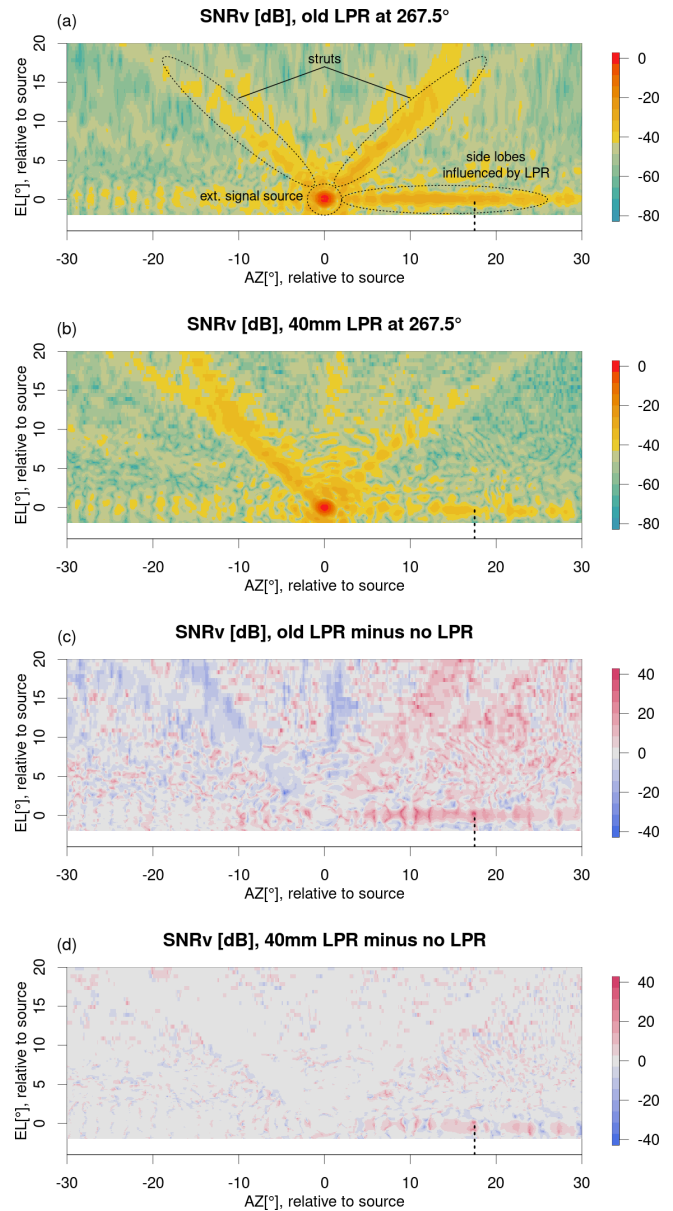 (a)
SNRv [dB], old LPR at 267.5°
EL[°], relative to source
20
15
10
5
0
struts
ext. signal source
side lobes
influenced by LPR
0
-20
-40
-60
-80
-30 -20 -10 0 10 20 30
AZ[°], relative to source
(b)
SNRv [dB], 40mm LPR at 267.5°
EL[°], relative to source
20
15
10
5
0
0
-20
-40
-60
-80
-30 -20 -10 0 10 20 30
AZ[°], relative to source
(c)
SNRv [dB], old LPR minus no LPR
EL[°], relative to source
20
15
10
5
0
40
20
0
-20
-40
-30 -20 -10 0 10 20 30
AZ[°], relative to source
(d)
SNRv [dB], 40mm LPR minus no LPR
EL[°], relative to source
20
15
10
5
0
40
20
0
-20
-40
-30 -20 -10 0 10 20 30
AZ[°], relative to source